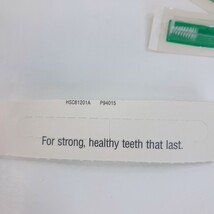 HSC61201A P94015
For strong, healthy teeth that last.